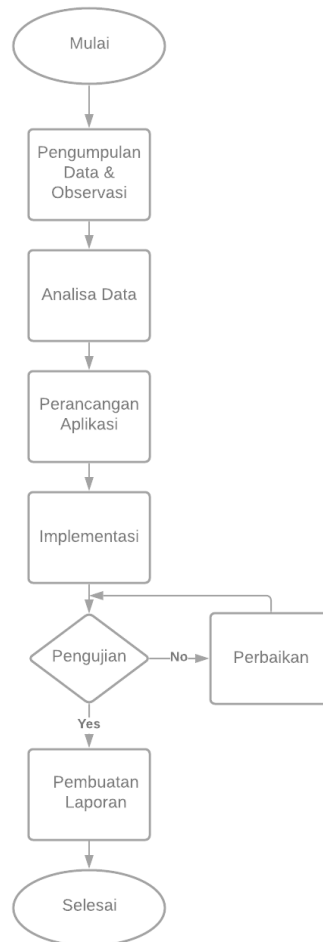 Mulai
Pengumpulan
Data &
Observasi
Analisa Data
Perancangan
Aplikasi
Implementasi
Pengujian
No
Perbaikan
Yes
Pembuatan
Laporan
Selesai